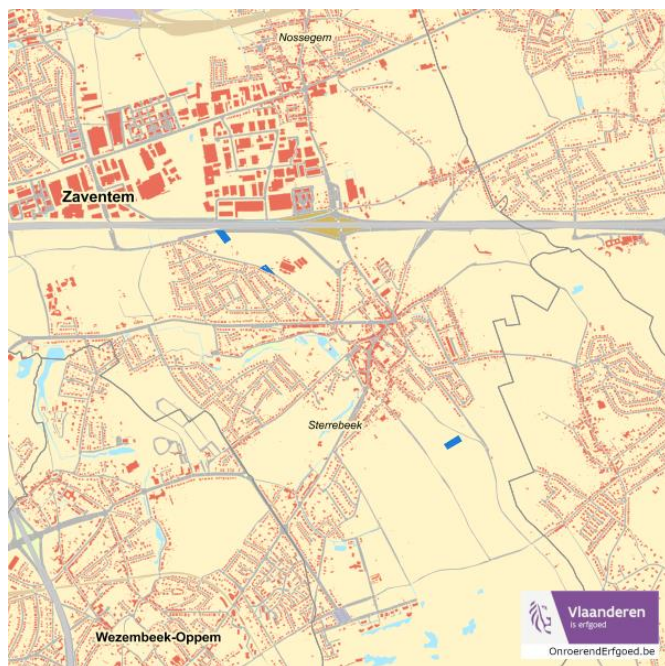 Nossegem
Zaventem
Sterrebeek
Wezembeek-Oppem
Vlaanderen
is erfgoed
OnroerendErfgoed.be